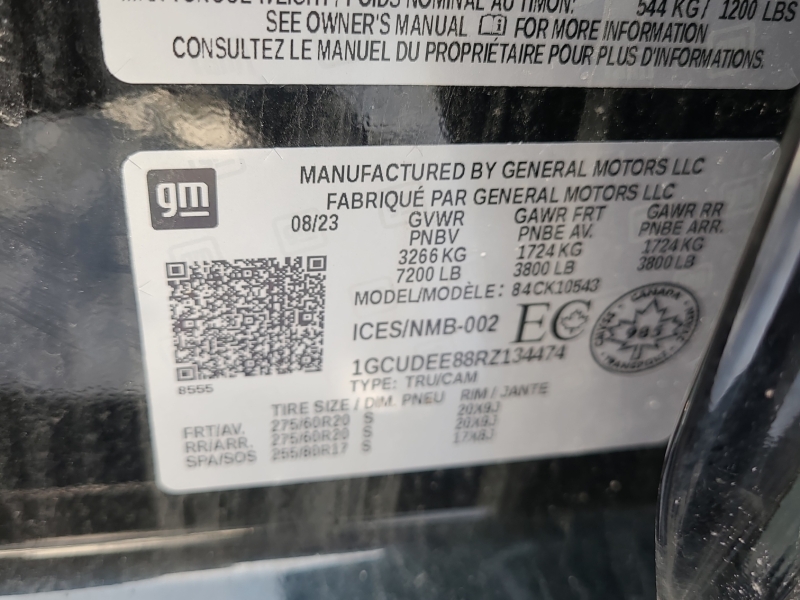 544 KG/ 1200 LBS
SEE OWNER'S MANUAL FOR MORE INFORMATION
CONSULTEZ LE MANUEL DU PROPRIÉTAIRE POUR PLUS D'INFORMATIONS.
gm
MANUFACTURED BY GENERAL MOTORS LLC
FABRIQUÉ PAR GENERAL MOTORS LLC
08/23 GVWR GAWR FRT GAWR RR
PNBV PNBE AV. PNBE ARR.
3266 KG 1724 KG 1724 KG
7200 LB 3800 LB 3800 LB
MODEL/MODÈLE: 84CK10543
ICES/NMB-002 EC
CANADA
TRANSPORT
1GCUDEE88RZ134474
8555
TYPE: TRU/CAM
TIRE SIZE / DIM. PNEU RIM / JANTE
FRT/AV. 275/60R20 S 20X9J
RR/ARR. 275/60R20 S 20X9J
SPA/SOS 255/80R17 S 17X8J